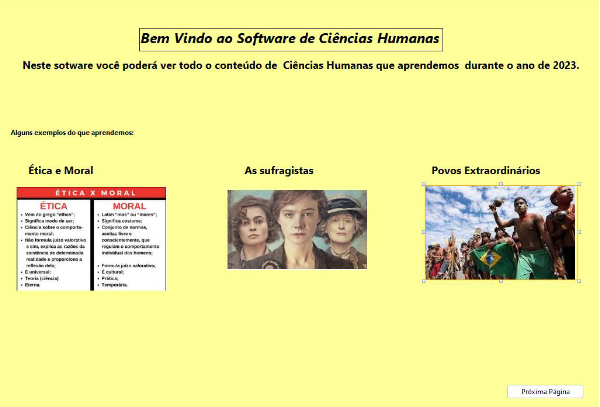 Bem Vindo ao Software de Ciências Humanas
Neste sotware você poderá ver todo o conteúdo de Ciências Humanas que aprendemos durante o ano de 2023.
Alguns exemplos do que aprendemos:
Ética e Moral
As sufragistas
Povos Extraordinários
ÉTICA X MORAL
ÉTICA
• Vem do grego "ethos";
• Significa modo de ser;
• Ciência sobre o comporta-
mento moral;
• Não formula juízo valorativo
e sim, explica as razões da
existência de determinada
realidade e proporciona a
reflexão dela;
• É universal;
• Teoria (ciência)
• Eterna.
MORAL
• Latim "mos" ou "mores";
• Significa costume;
• Conjunto de normas,
aceitas livre e
conscientemente, que
regulam o comportamento
individual dos homens;
• Formula juízo valorativo;
• É cultural;
• Prática;
• Temporária.
Próxima Página